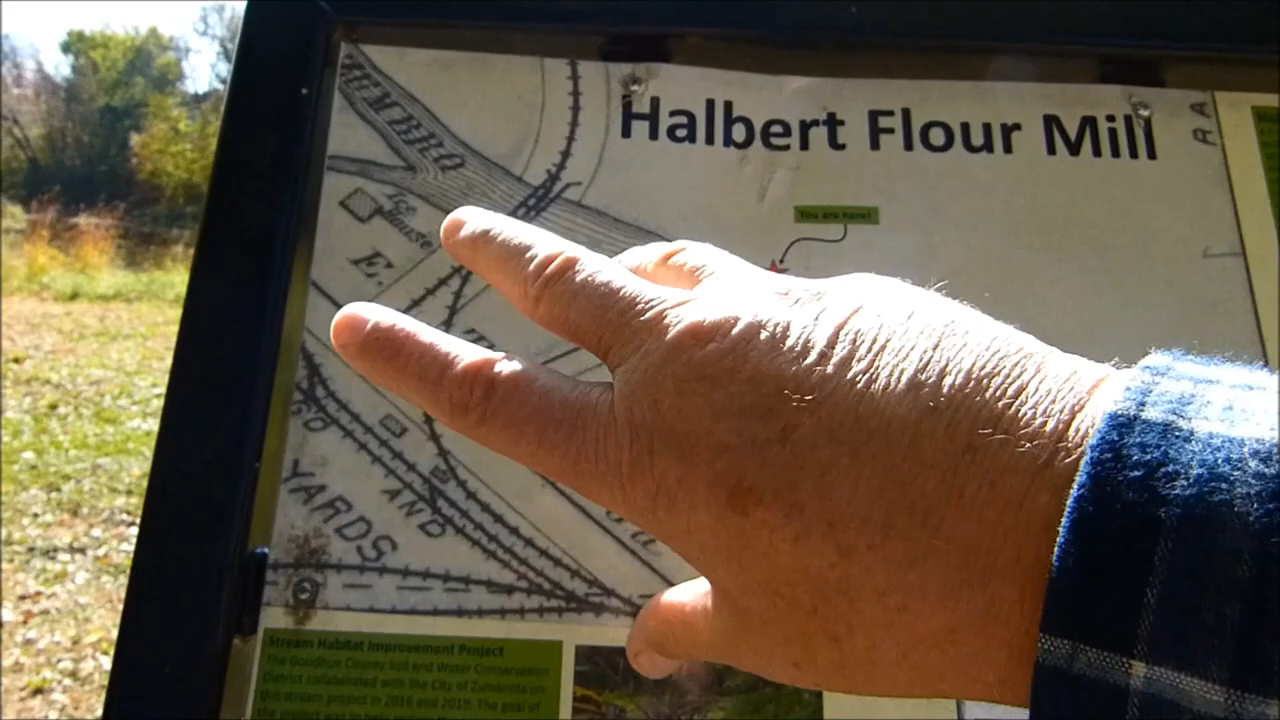 Halbert Flour Mill
You are here!
Ice
House
E.
YARDS
AND
Stream Habitat Improvement Project
The Goodhue County Soil and Water Conservation
District collaborated with the City of Zumbrota on
this stream project in 2018 and 2019. The goal of
R A